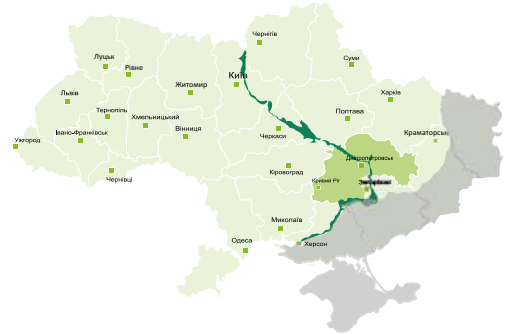 Чернігів
Суми
Луцьк
Рівне
Київ
Житомир
Харків
Львів
Тернопіль
Хмельницький
Полтава
Вінниця
Черкаси
Краматорськ
Івано-Франківськ
Ужгород
Дніпропетровськ
Кіровоград
Чернівці
Кривий Ріг
Миколаїв
Одеса
Херсон